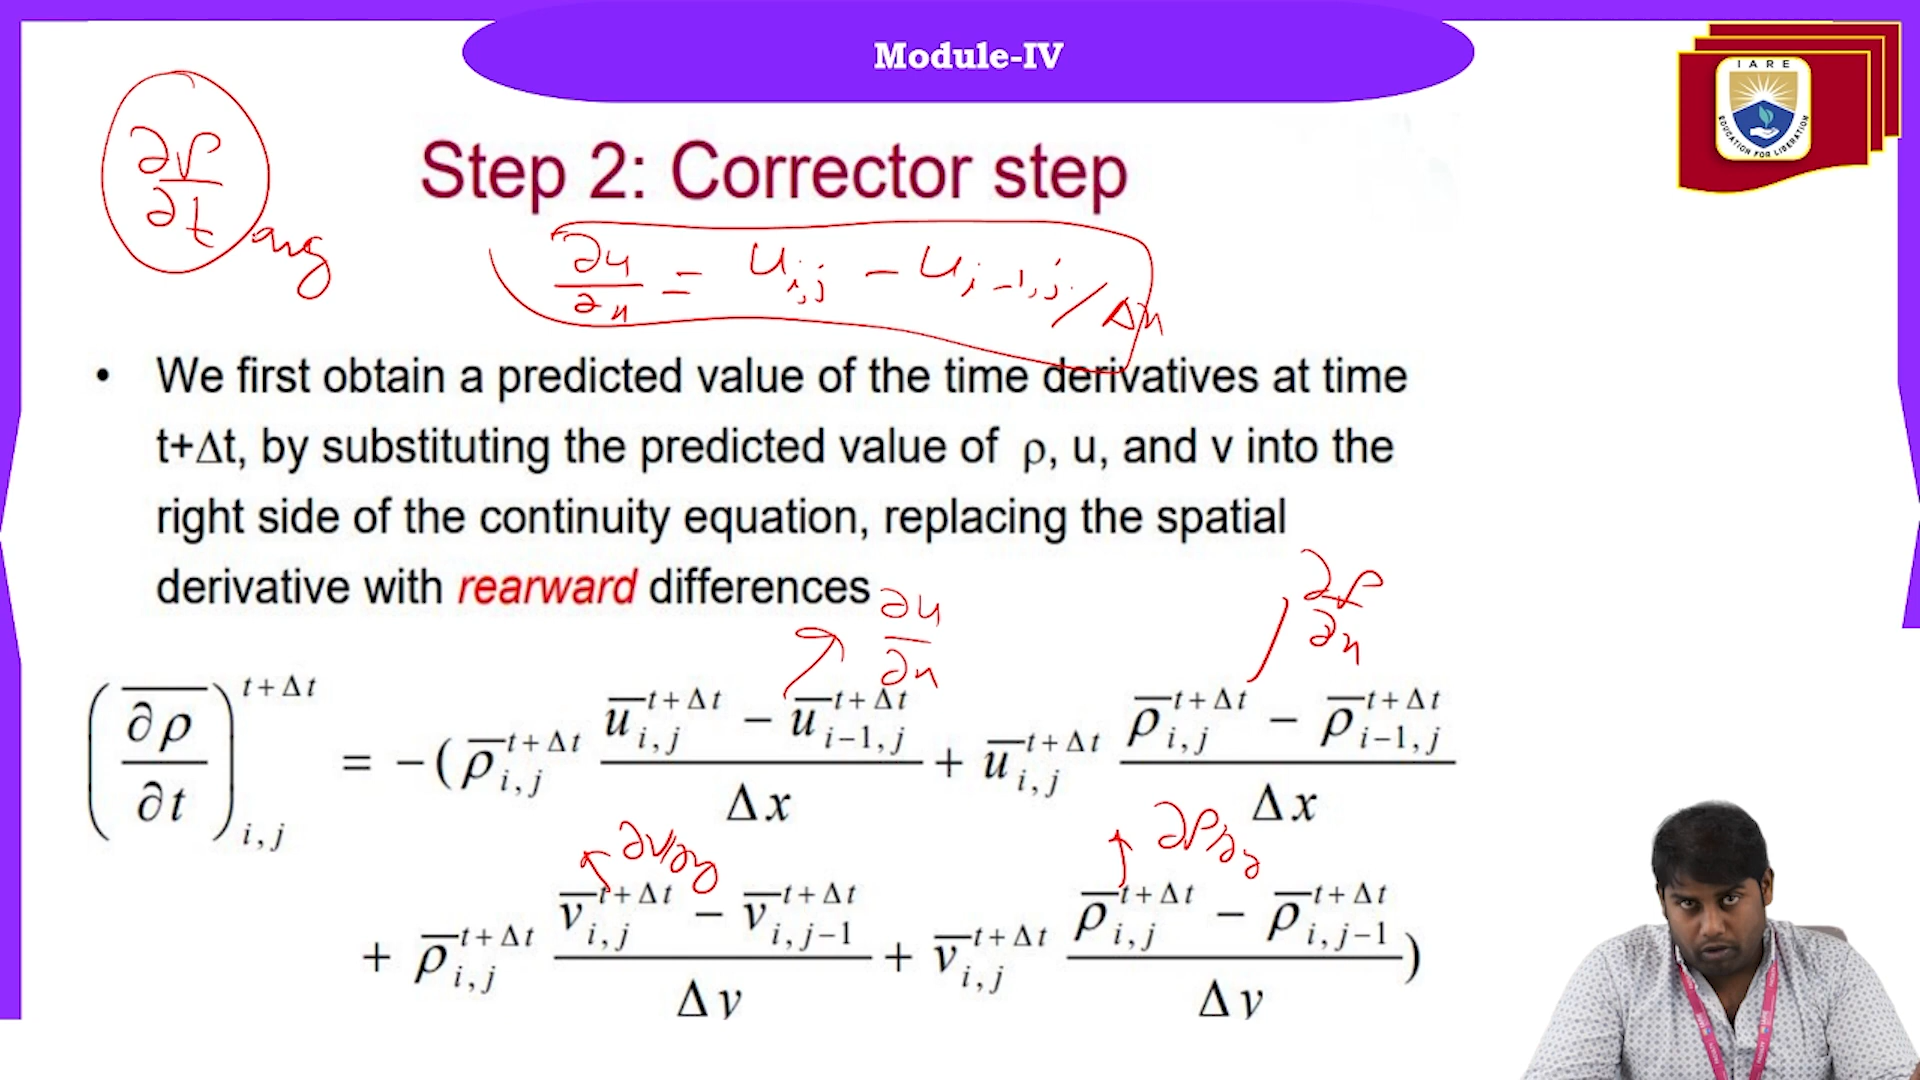 Module-IV
IARE
EDUCATION FOR LIBERATION
∂ρ/∂t avg
Step 2: Corrector step
∂u/∂x = u i,j − u i−1,j / Δx
• We first obtain a predicted value of the time derivatives at time
t+Δt, by substituting the predicted value of ρ, u, and v into the
right side of the continuity equation, replacing the spatial
derivative with rearward differences
∂u/∂x
∂ρ/∂x
(∂ρ/∂t)‾ i,j ^t+Δt = −( ρ̅ i,j ^t+Δt (u̅ i,j ^t+Δt − u̅ i−1,j ^t+Δt)/Δx + u̅ i,j ^t+Δt (ρ̅ i,j ^t+Δt − ρ̅ i−1,j ^t+Δt)/Δx
∂v/∂y
∂ρ/∂y
+ ρ̅ i,j ^t+Δt (v̅ i,j ^t+Δt − v̅ i,j−1 ^t+Δt)/Δy + v̅ i,j ^t+Δt (ρ̅ i,j ^t+Δt − ρ̅ i,j−1 ^t+Δt)/Δy )